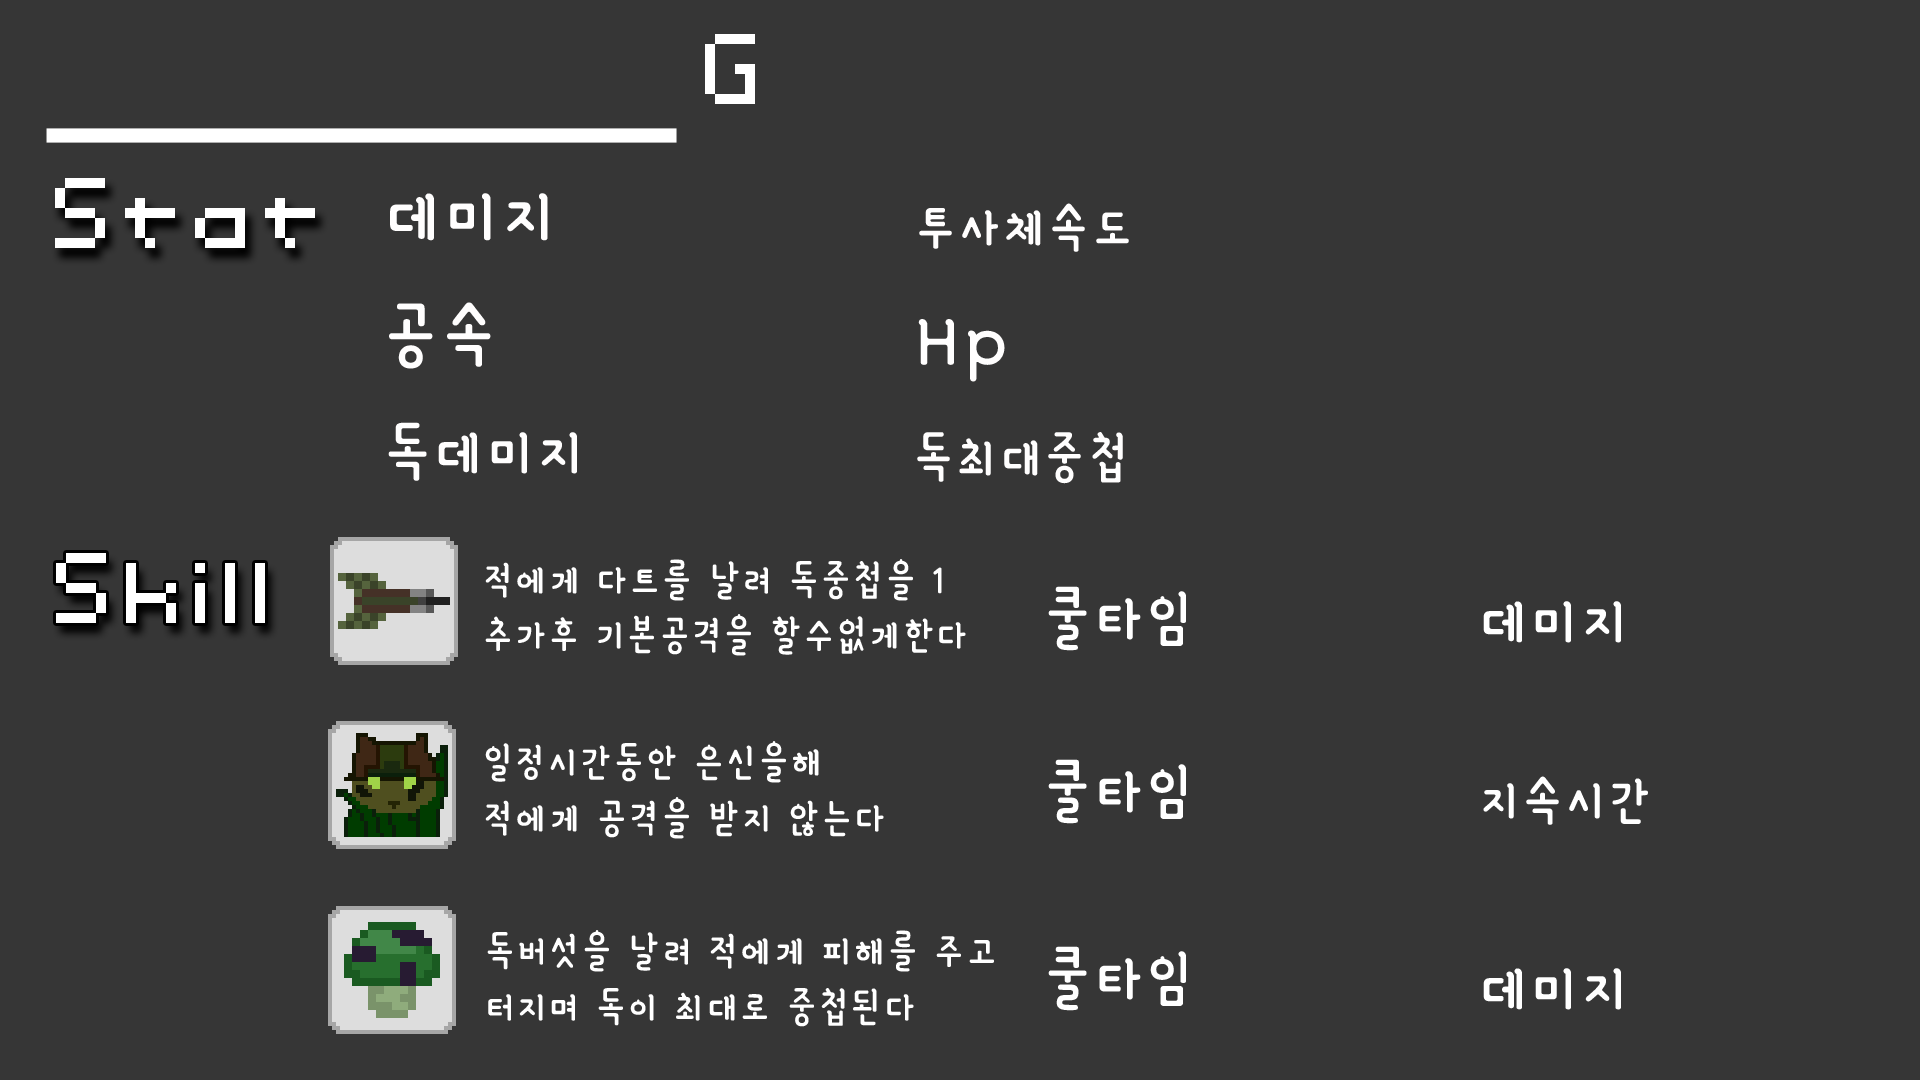 G
Stat
데미지
투사체속도
공속
Hp
독데미지
독최대중첩
Skill
적에게 다트를 날려 독중첩을 1
추가후 기본공격을 할수없게한다
쿨타임
데미지
일정시간동안 은신을해
적에게 공격을 받지 않는다
쿨타임
지속시간
독버섯을 날려 적에게 피해를 주고
터지며 독이 최대로 중첩된다
쿨타임
데미지